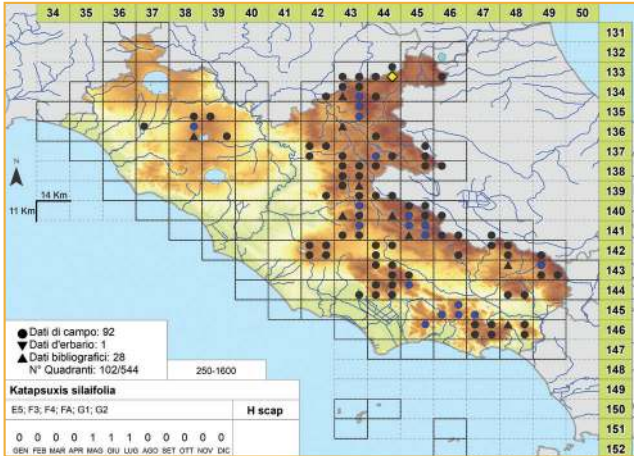 34 35 36 37 38 39 40 41 42 43 44 45 46 47 48 49 50
131
132
133
134
135
136
137
138
139
140
141
142
143
144
145
146
147
148
149
150
151
152
N
14 Km
11 Km
Dati di campo: 92
Dati d'erbario: 1
Dati bibliografici: 28
N° Quadranti: 102/544
250-1600
Katapsuxis silaifolia
E5; F3; F4; FA; G1; G2
H scap
0 0 0 0 1 1 1 0 0 0 0 0
GEN FEB MAR APR MAG GIU LUG AGO SET OTT NOV DIC